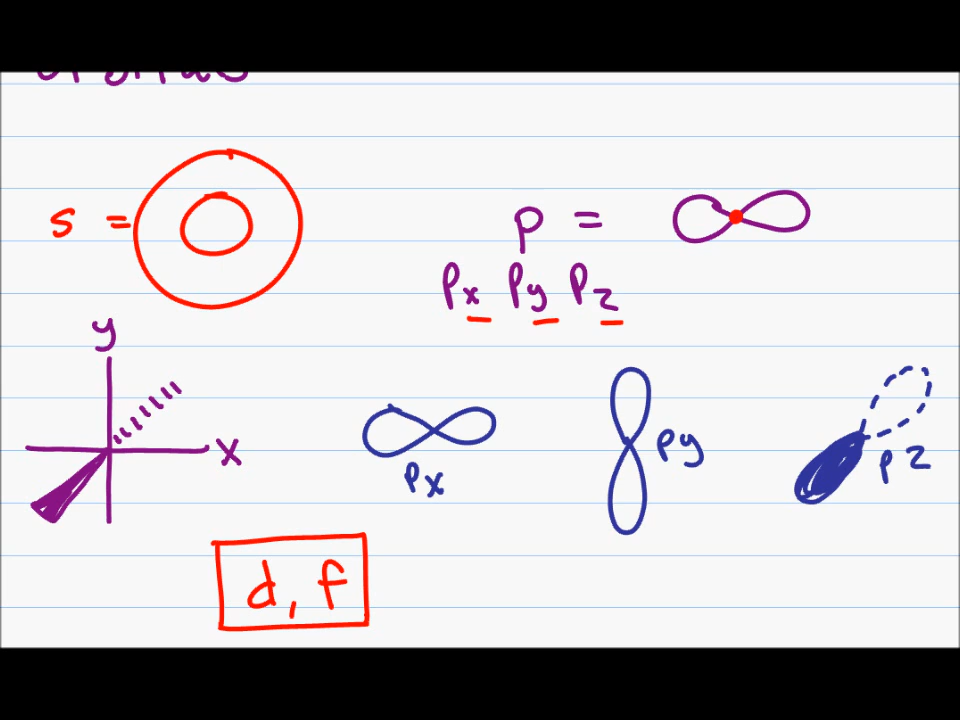 s =
p =
px py pz
y
x
px
py
pz
d, f